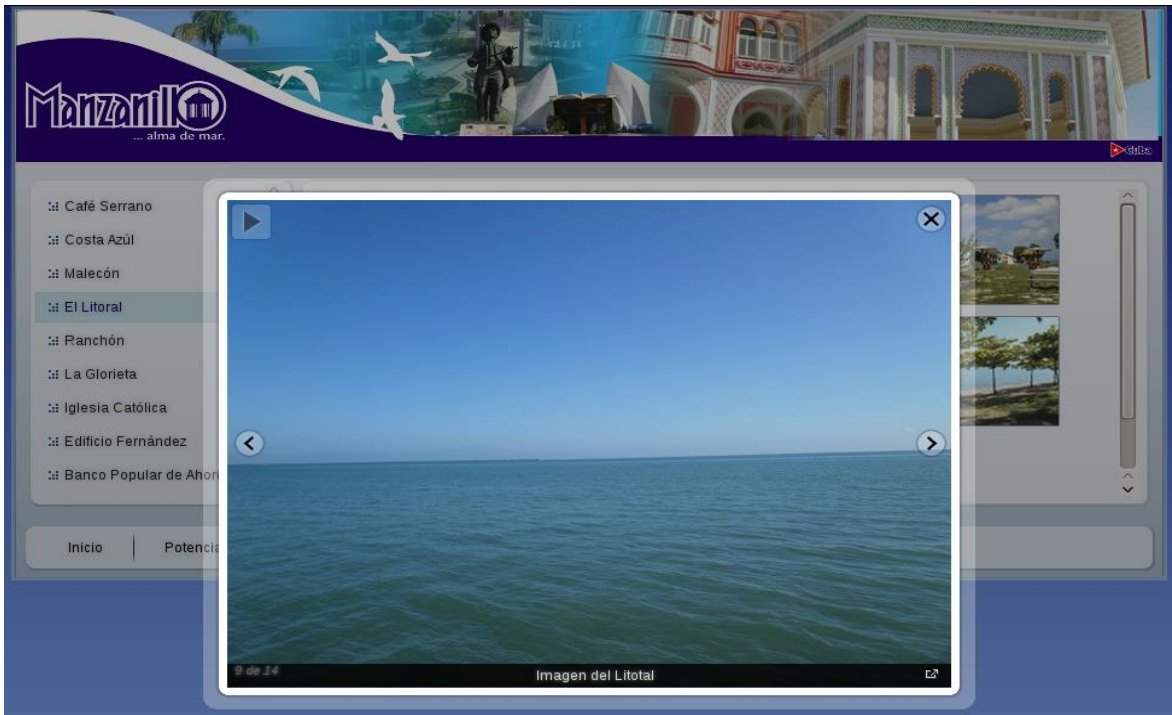 Manzanillo
... alma de mar.
Cuba
Café Serrano
Costa Azúl
Malecón
El Litoral
Ranchón
La Glorieta
Iglesia Católica
Edificio Fernández
Banco Popular de Ahor
Inicio
Potencia
9 de 14
Imagen del Litotal